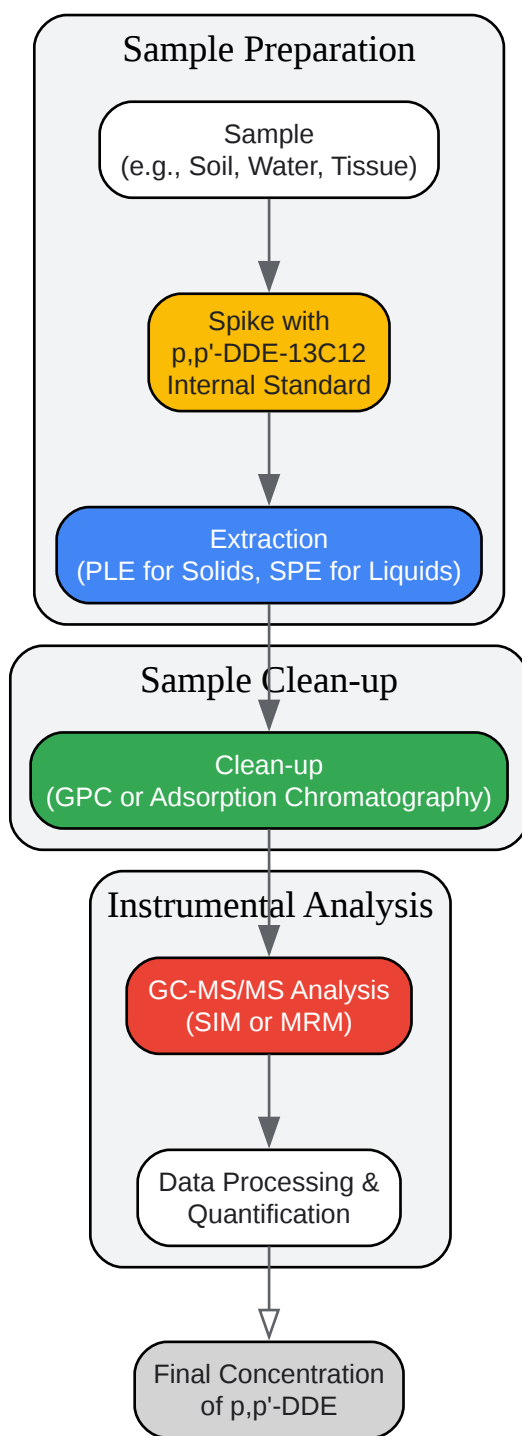 Sample Preparation
Sample
(e.g., Soil, Water, Tissue)
Spike with
p,p'-DDE-13C12
Internal Standard
Extraction
(PLE for Solids, SPE for Liquids)
Sample Clean-up
Clean-up
(GPC or Adsorption Chromatography)
Instrumental Analysis
GC-MS/MS Analysis
(SIM or MRM)
Data Processing &
Quantification
Final Concentration
of p,p'-DDE